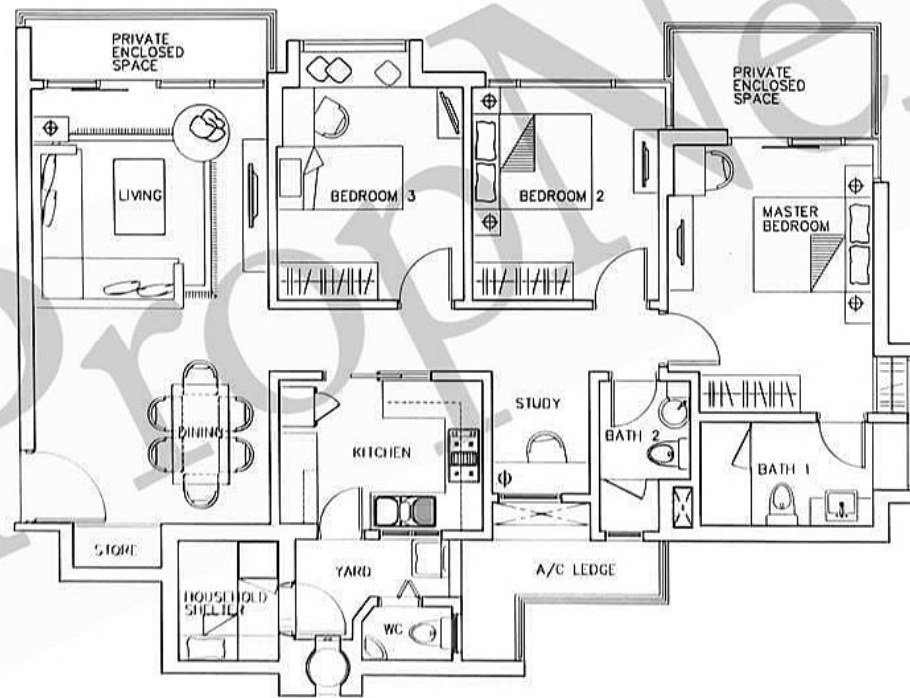 PRIVATE
ENCLOSED
SPACE
PRIVATE
ENCLOSED
SPACE
LIVING
BEDROOM 3
BEDROOM 2
MASTER
BEDROOM
DINING
KITCHEN
STUDY
BATH 2
BATH 1
STORE
YARD
A/C LEDGE
HOUSEHOLD
SHELTER
WC
PropNe